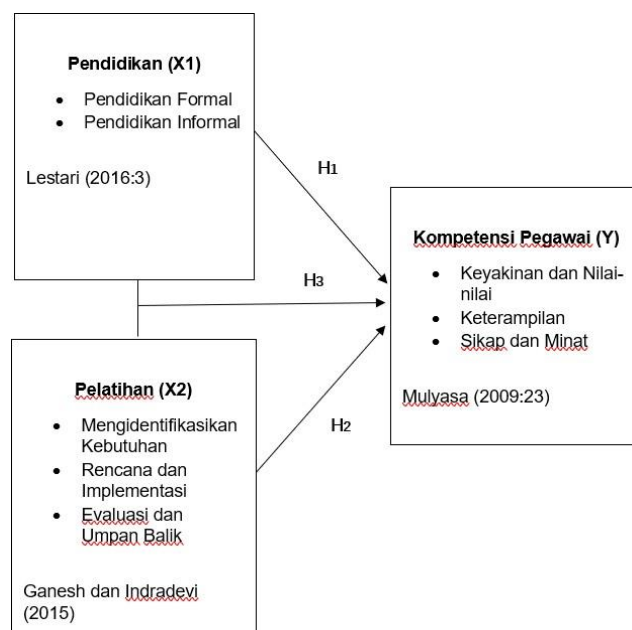 Pendidikan (X1)
• Pendidikan Formal
• Pendidikan Informal
Lestari (2016:3)
H1
H3
Kompetensi Pegawai (Y)
• Keyakinan dan Nilai-
nilai
• Keterampilan
• Sikap dan Minat
Mulyasa (2009:23)
Pelatihan (X2)
• Mengidentifikasikan
Kebutuhan
• Rencana dan
Implementasi
• Evaluasi dan
Umpan Balik
Ganesh dan Indradevi
(2015)
H2